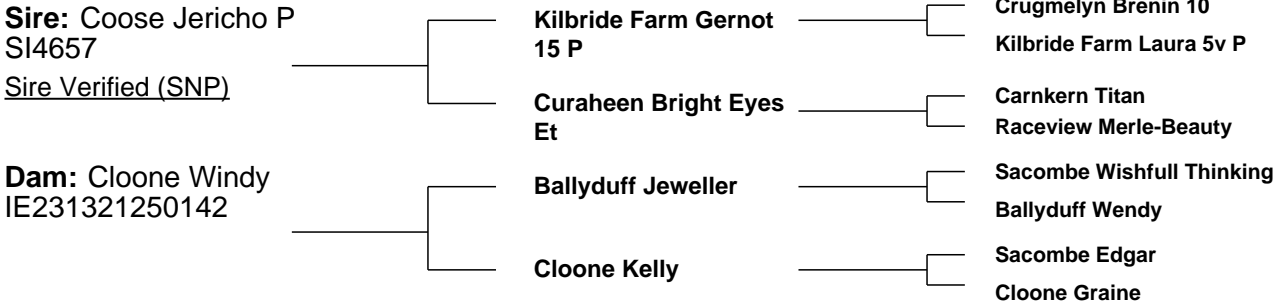 Sire: Coose Jericho P
SI4657
Sire Verified (SNP)
Kilbride Farm Gernot
15 P
Crugmelyn Brenin 10
Kilbride Farm Laura 5v P
Curaheen Bright Eyes
Et
Carnkern Titan
Raceview Merle-Beauty
Dam: Cloone Windy
IE231321250142
Ballyduff Jeweller
Sacombe Wishfull Thinking
Ballyduff Wendy
Cloone Kelly
Sacombe Edgar
Cloone Graine